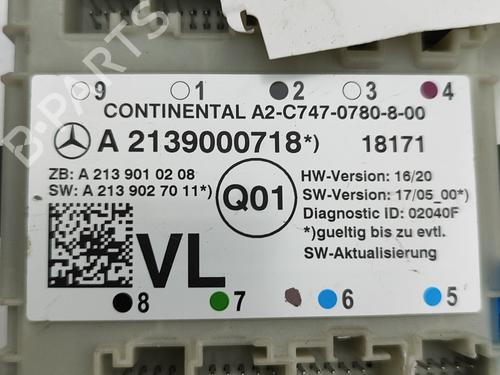 9 1 2 3 4
CONTINENTAL A2-C747-0780-8-00
A 2139000718*) 18171
ZB: A 213 901 02 08
SW: A 213 902 70 11*)
Q01
HW-Version: 16/20
SW-Version: 17/05_00*)
Diagnostic ID: 02040F
*)gueltig bis zu evtl.
SW-Aktualisierung
VL
8 7 6 5
B-PARTS